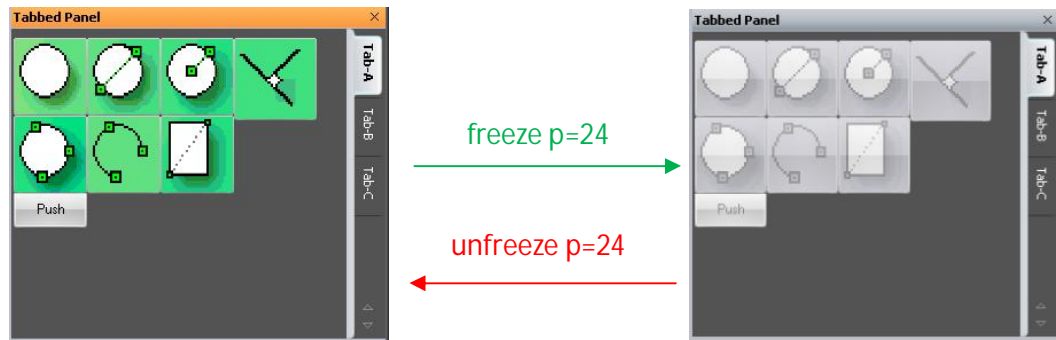 Tabbed Panel
Tab-A
Tab-B
Tab-C
Push
freeze p=24
unfreeze p=24
Tabbed Panel
Tab-A
Tab-B
Tab-C
Push